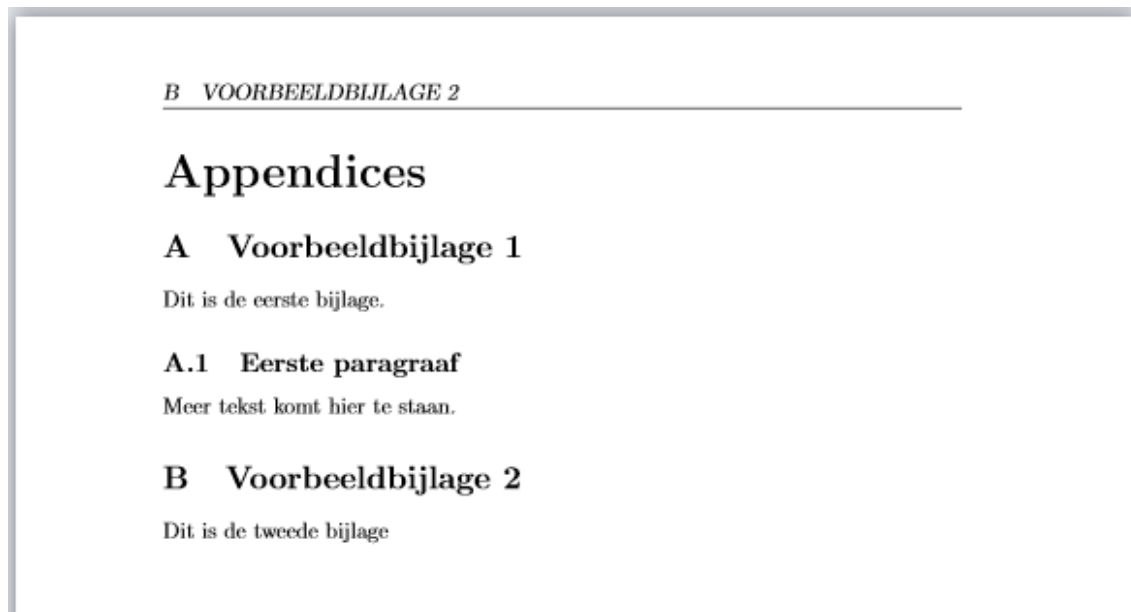 B VOORBEELDBIJLAGE 2
Appendices
A Voorbeeldbijlage 1
Dit is de eerste bijlage.
A.1 Eerste paragraaf
Meer tekst komt hier te staan.
B Voorbeeldbijlage 2
Dit is de tweede bijlage